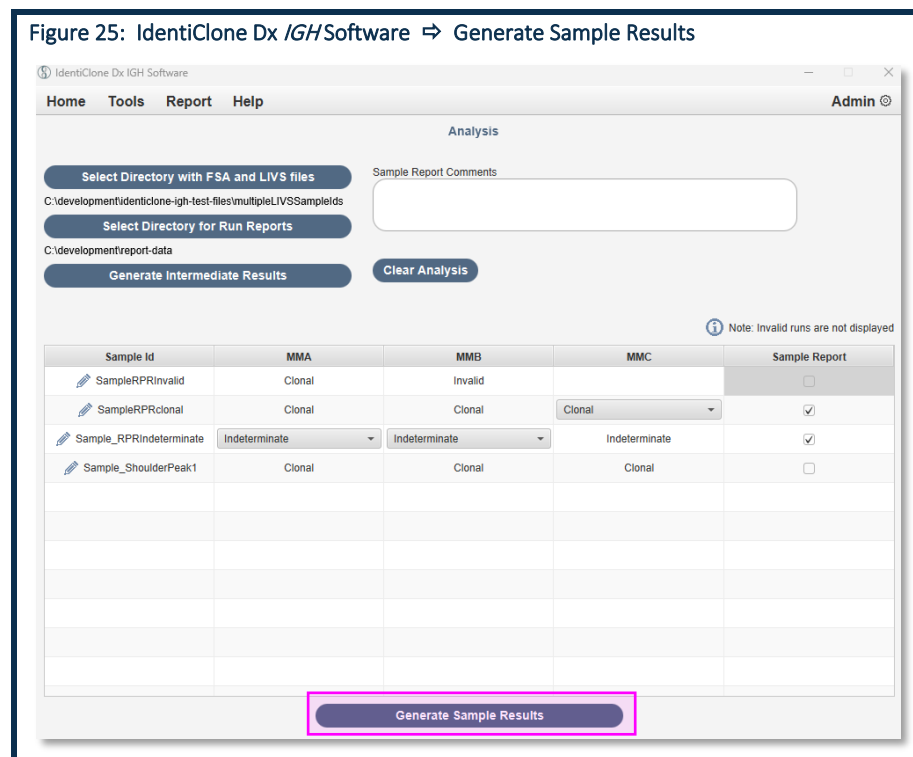 Figure 25: IdentiClone Dx IGH Software ⇨ Generate Sample Results
IdentiClone Dx IGH Software
Home Tools Report Help Admin
Analysis
Select Directory with FSA and LIVS files
Sample Report Comments
C:\development\identiclone-igh-test-files\multipleLIVSSampleIds
Select Directory for Run Reports
C:\development\report-data
Generate Intermediate Results
Clear Analysis
Note: Invalid runs are not displayed
Sample Id MMA MMB MMC Sample Report
SampleRPRInvalid Clonal Invalid
SampleRPRclonal Clonal Clonal Clonal
Sample_RPRIndeterminate Indeterminate Indeterminate Indeterminate
Sample_ShoulderPeak1 Clonal Clonal Clonal
Generate Sample Results